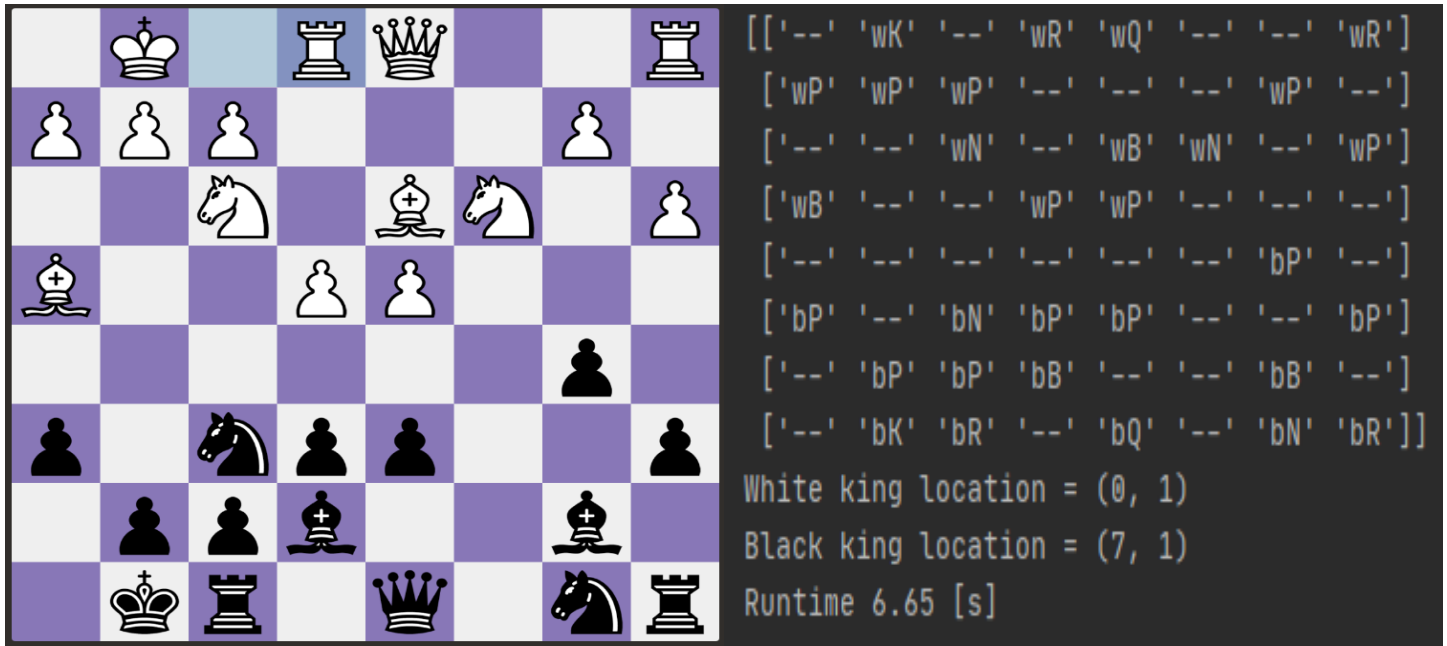 [['--' 'wK' '--' 'wR' 'wQ' '--' '--' 'wR']
['wP' 'wP' 'wP' '--' '--' '--' 'wP' '--']
['--' '--' 'wN' '--' 'wB' 'wN' '--' 'wP']
['wB' '--' '--' 'wP' 'wP' '--' '--' '--']
['--' '--' '--' '--' '--' '--' 'bP' '--']
['bP' '--' 'bN' 'bP' 'bP' '--' '--' 'bP']
['--' 'bP' 'bP' 'bB' '--' '--' 'bB' '--']
['--' 'bK' 'bR' '--' 'bQ' '--' 'bN' 'bR']]
White king location = (0, 1)
Black king location = (7, 1)
Runtime 6.65 [s]